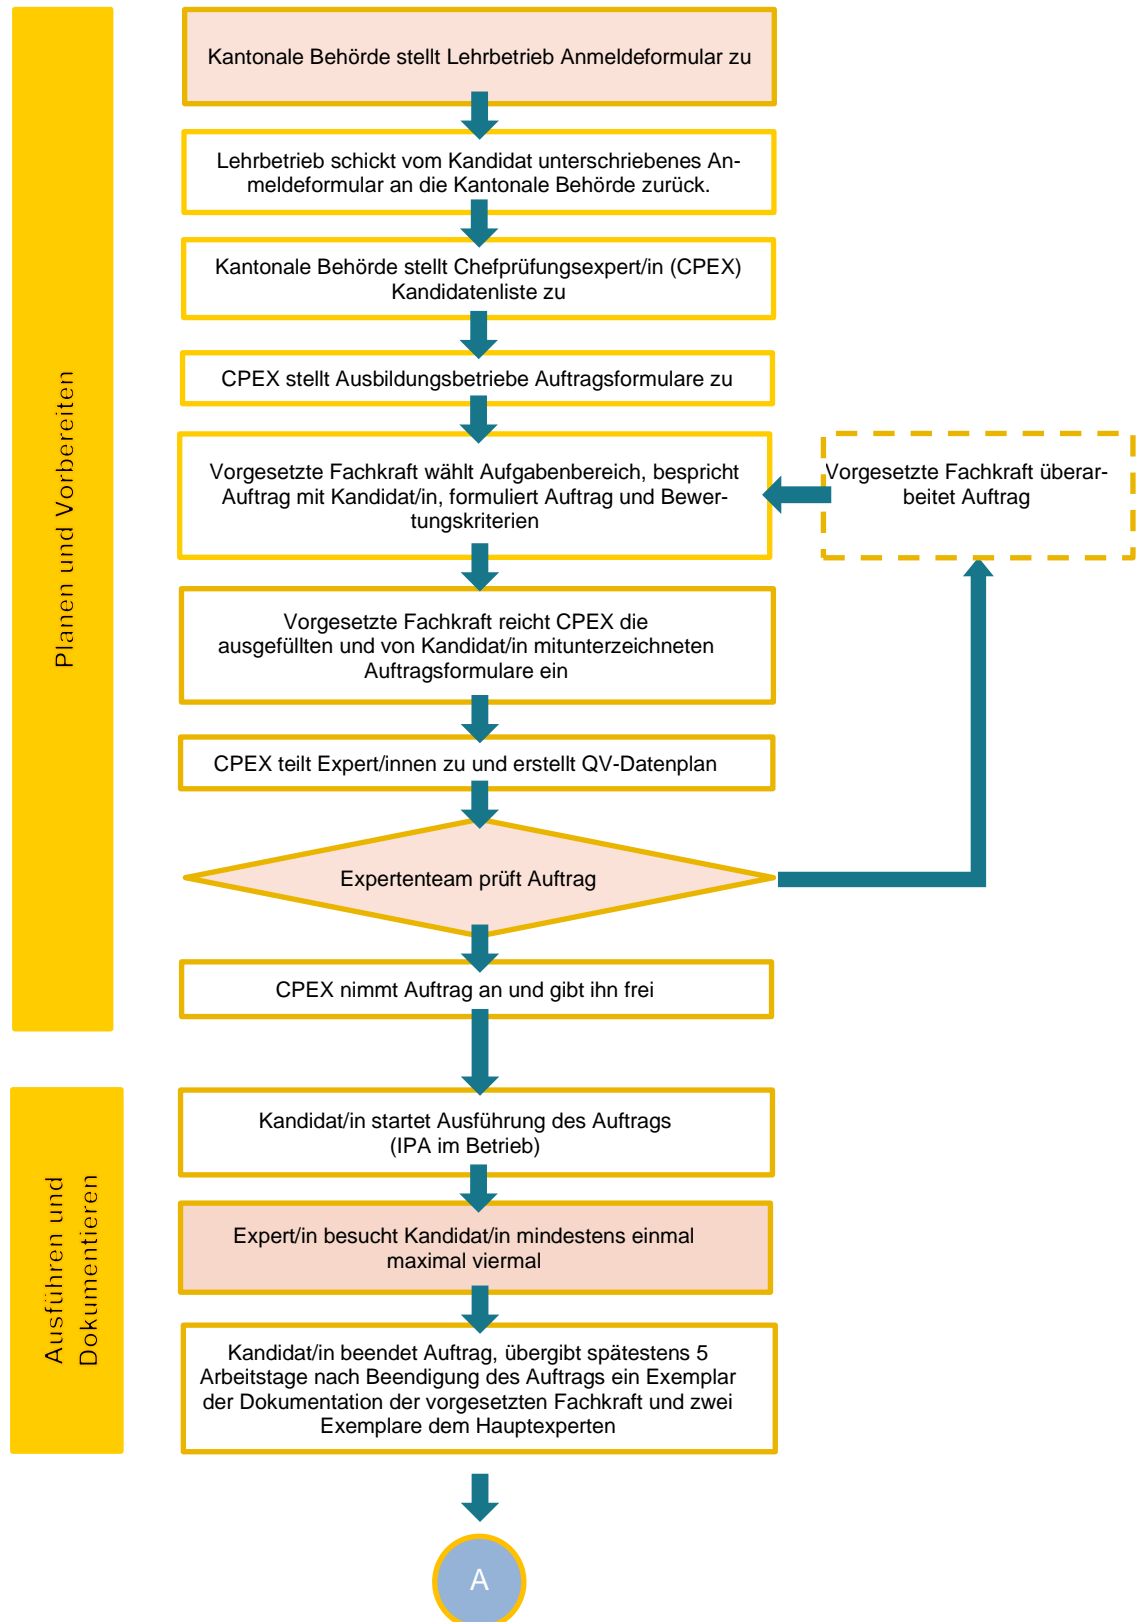 Planen und Vorbereiten
Kantonale Behörde stellt Lehrbetrieb Anmeldeformular zu
Lehrbetrieb schickt vom Kandidat unterschriebenes An-
meldeformular an die Kantonale Behörde zurück.
Kantonale Behörde stellt Chefprüfungsexpert/in (CPEX)
Kandidatenliste zu
CPEX stellt Ausbildungsbetriebe Auftragsformulare zu
Vorgesetzte Fachkraft wählt Aufgabenbereich, bespricht
Auftrag mit Kandidat/in, formuliert Auftrag und Bewer-
tungskriterien
Vorgesetzte Fachkraft überar-
beitet Auftrag
Vorgesetzte Fachkraft reicht CPEX die
ausgefüllten und von Kandidat/in mitunterzeichneten
Auftragsformulare ein
CPEX teilt Expert/innen zu und erstellt QV-Datenplan
Expertenteam prüft Auftrag
CPEX nimmt Auftrag an und gibt ihn frei
Ausführen und
Dokumentieren
Kandidat/in startet Ausführung des Auftrags
(IPA im Betrieb)
Expert/in besucht Kandidat/in mindestens einmal
maximal viermal
Kandidat/in beendet Auftrag, übergibt spätestens 5
Arbeitstage nach Beendigung des Auftrags ein Exemplar
der Dokumentation der vorgesetzten Fachkraft und zwei
Exemplare dem Hauptexperten
A